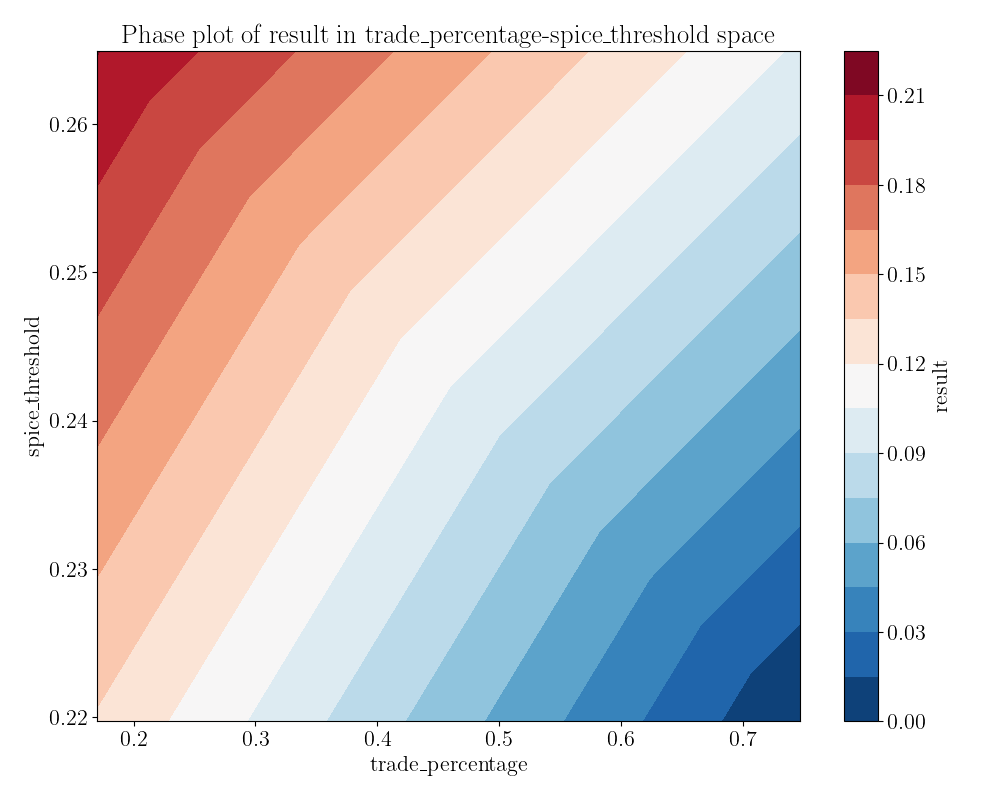 Phase plot of result in trade_percentage-spice_threshold space
0.26
0.25
0.24
0.23
0.22
spice_threshold
0.2 0.3 0.4 0.5 0.6 0.7
trade_percentage
0.21
0.18
0.15
0.12
0.09
0.06
0.03
0.00
result